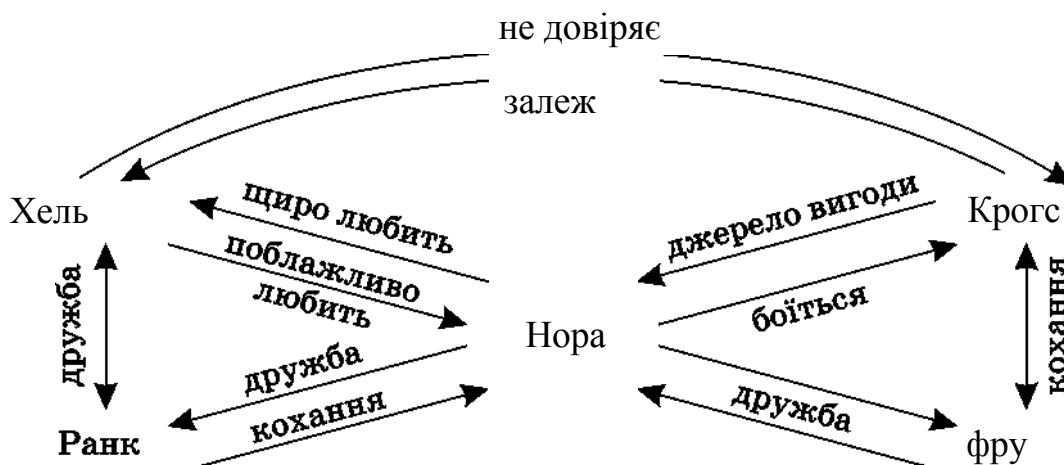 не довіряє
залеж
Хель
щиро любить
поблажливо
любить
джерело вигоди
Крогс
дружба
Нора
боїться
кохання
дружба
кохання
дружба
Ранк
фру